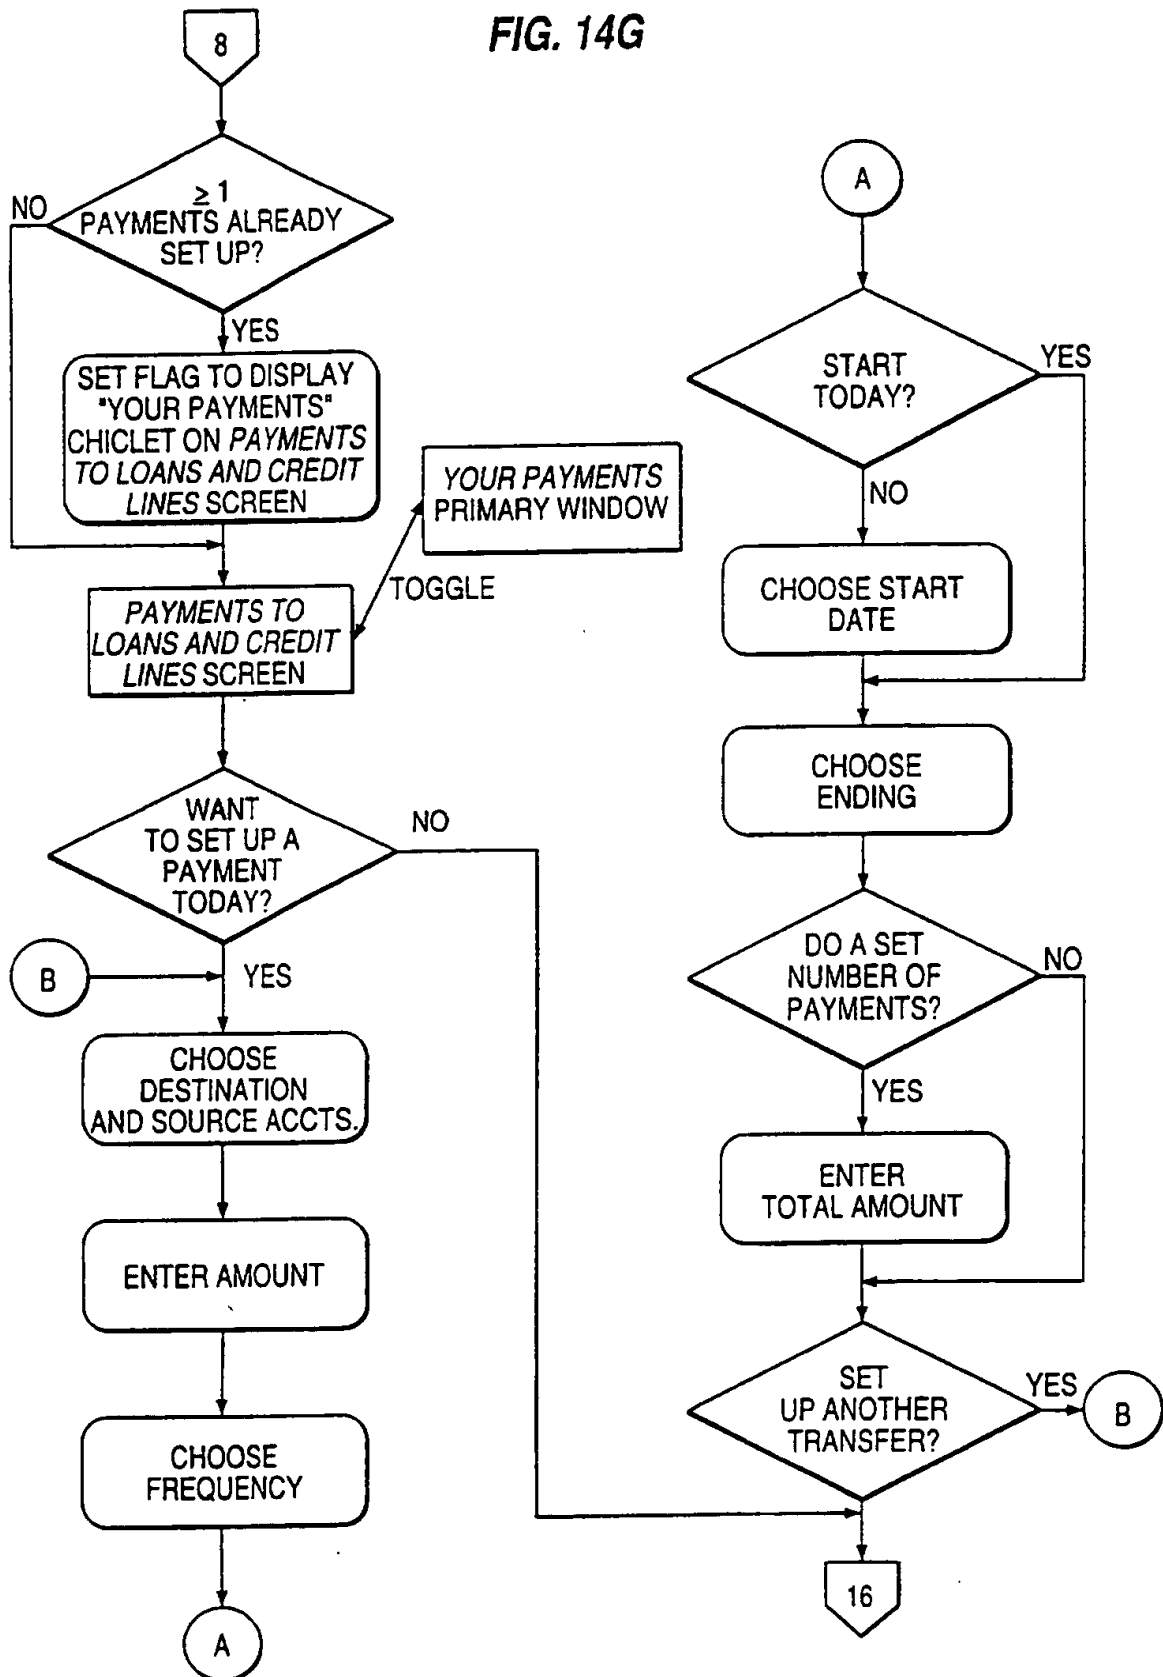 FIG. 14G
8
≥ 1
PAYMENTS ALREADY
SET UP?
NO
YES
SET FLAG TO DISPLAY
"YOUR PAYMENTS"
CHICLET ON PAYMENTS
TO LOANS AND CREDIT
LINES SCREEN
YOUR PAYMENTS
PRIMARY WINDOW
TOGGLE
PAYMENTS TO
LOANS AND CREDIT
LINES SCREEN
WANT
TO SET UP A
PAYMENT
TODAY?
NO
B
YES
CHOOSE
DESTINATION
AND SOURCE ACCTS.
ENTER AMOUNT
CHOOSE
FREQUENCY
A
A
START
TODAY?
YES
NO
CHOOSE START
DATE
CHOOSE
ENDING
DO A SET
NUMBER OF
PAYMENTS?
NO
YES
ENTER
TOTAL AMOUNT
SET
UP ANOTHER
TRANSFER?
YES
B
16